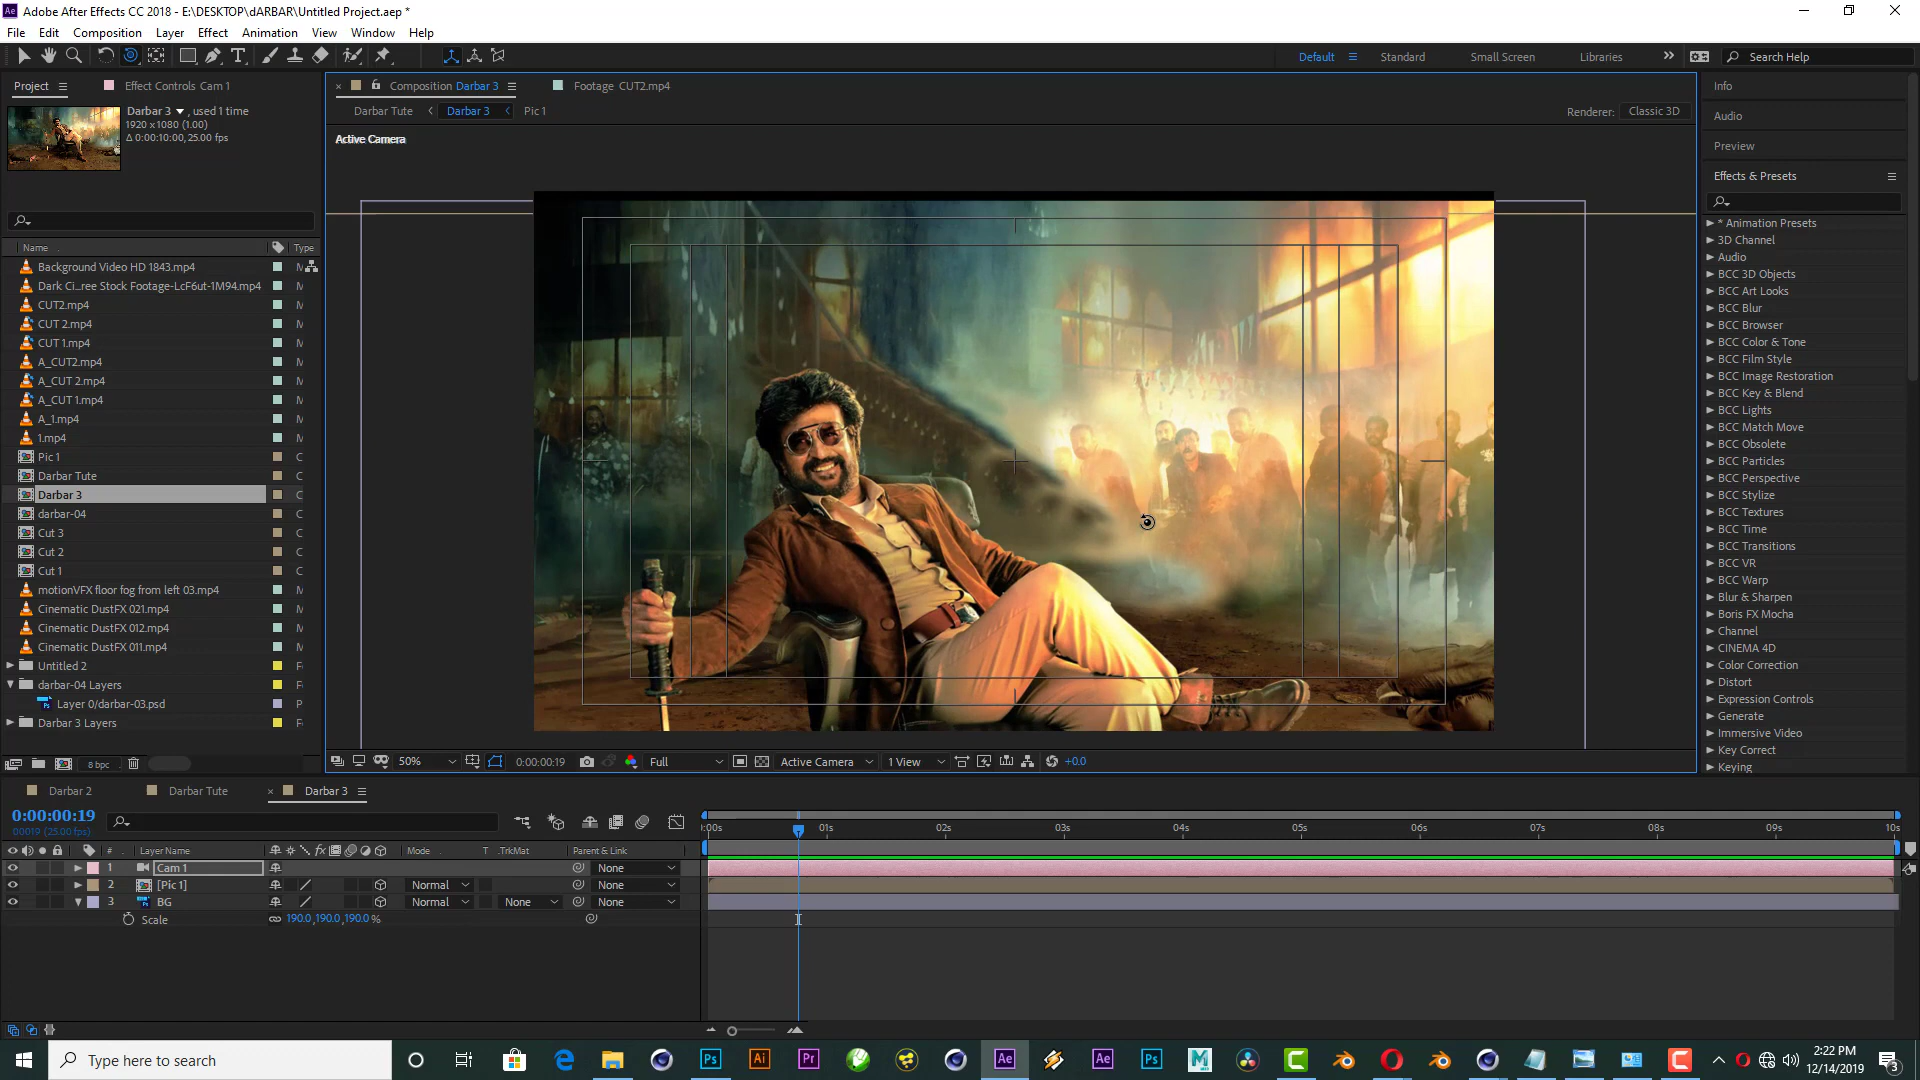 Adobe After Effects CC 2018 - E:\DESKTOP\dARBAR\Untitled Project.aep *
File Edit Composition Layer Effect Animation View Window Help
Default Standard Small Screen Libraries Search Help
Project Effect Controls Cam 1
Darbar 3 , used 1 time
1920 x 1080 (1.00)
Δ 0:00:10:00, 25.00 fps
Name Type
Background Video HD 1843.mp4
Dark Ci...ree Stock Footage-LcF6ut-1M94.mp4
CUT2.mp4
CUT 2.mp4
CUT 1.mp4
A_CUT2.mp4
A_CUT 2.mp4
A_CUT 1.mp4
A_1.mp4
1.mp4
Pic 1
Darbar Tute
Darbar 3
darbar-04
Cut 3
Cut 2
Cut 1
motionVFX floor fog from left 03.mp4
Cinematic DustFX 021.mp4
Cinematic DustFX 012.mp4
Cinematic DustFX 011.mp4
Untitled 2
darbar-04 Layers
Layer 0/darbar-03.psd
Darbar 3 Layers
8 bpc
Composition Darbar 3 Footage CUT2.mp4
Darbar Tute Darbar 3 Pic 1
Renderer: Classic 3D
Active Camera
50% 0:00:00:19 Full Active Camera 1 View +0.0
Info
Audio
Preview
Effects & Presets
* Animation Presets
3D Channel
Audio
BCC 3D Objects
BCC Art Looks
BCC Blur
BCC Browser
BCC Color & Tone
BCC Film Style
BCC Image Restoration
BCC Key & Blend
BCC Lights
BCC Match Move
BCC Obsolete
BCC Particles
BCC Perspective
BCC Stylize
BCC Textures
BCC Time
BCC Transitions
BCC VR
BCC Warp
Blur & Sharpen
Boris FX Mocha
Channel
CINEMA 4D
Color Correction
Distort
Expression Controls
Generate
Immersive Video
Key Correct
Keying
Darbar 2 Darbar Tute Darbar 3
0:00:00:19
00019 (25.00 fps)
# Layer Name Mode T .TrkMat Parent & Link
1 Cam 1 None
2 [Pic 1] Normal None
3 BG Normal None None
Scale 190.0,190.0,190.0 %
:00s 01s 02s 03s 04s 05s 06s 07s 08s 09s 10s
Type here to search
2:22 PM
12/14/2019
3